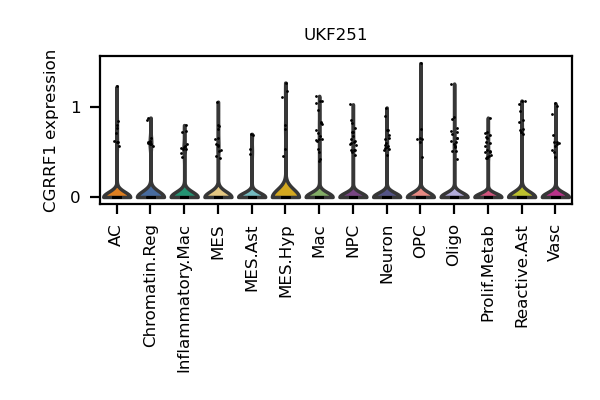 UKF251
CGRRF1 expression
1
0
AC
Chromatin.Reg
Inflammatory.Mac
MES
MES.Ast
MES.Hyp
Mac
NPC
Neuron
OPC
Oligo
Prolif.Metab
Reactive.Ast
Vasc